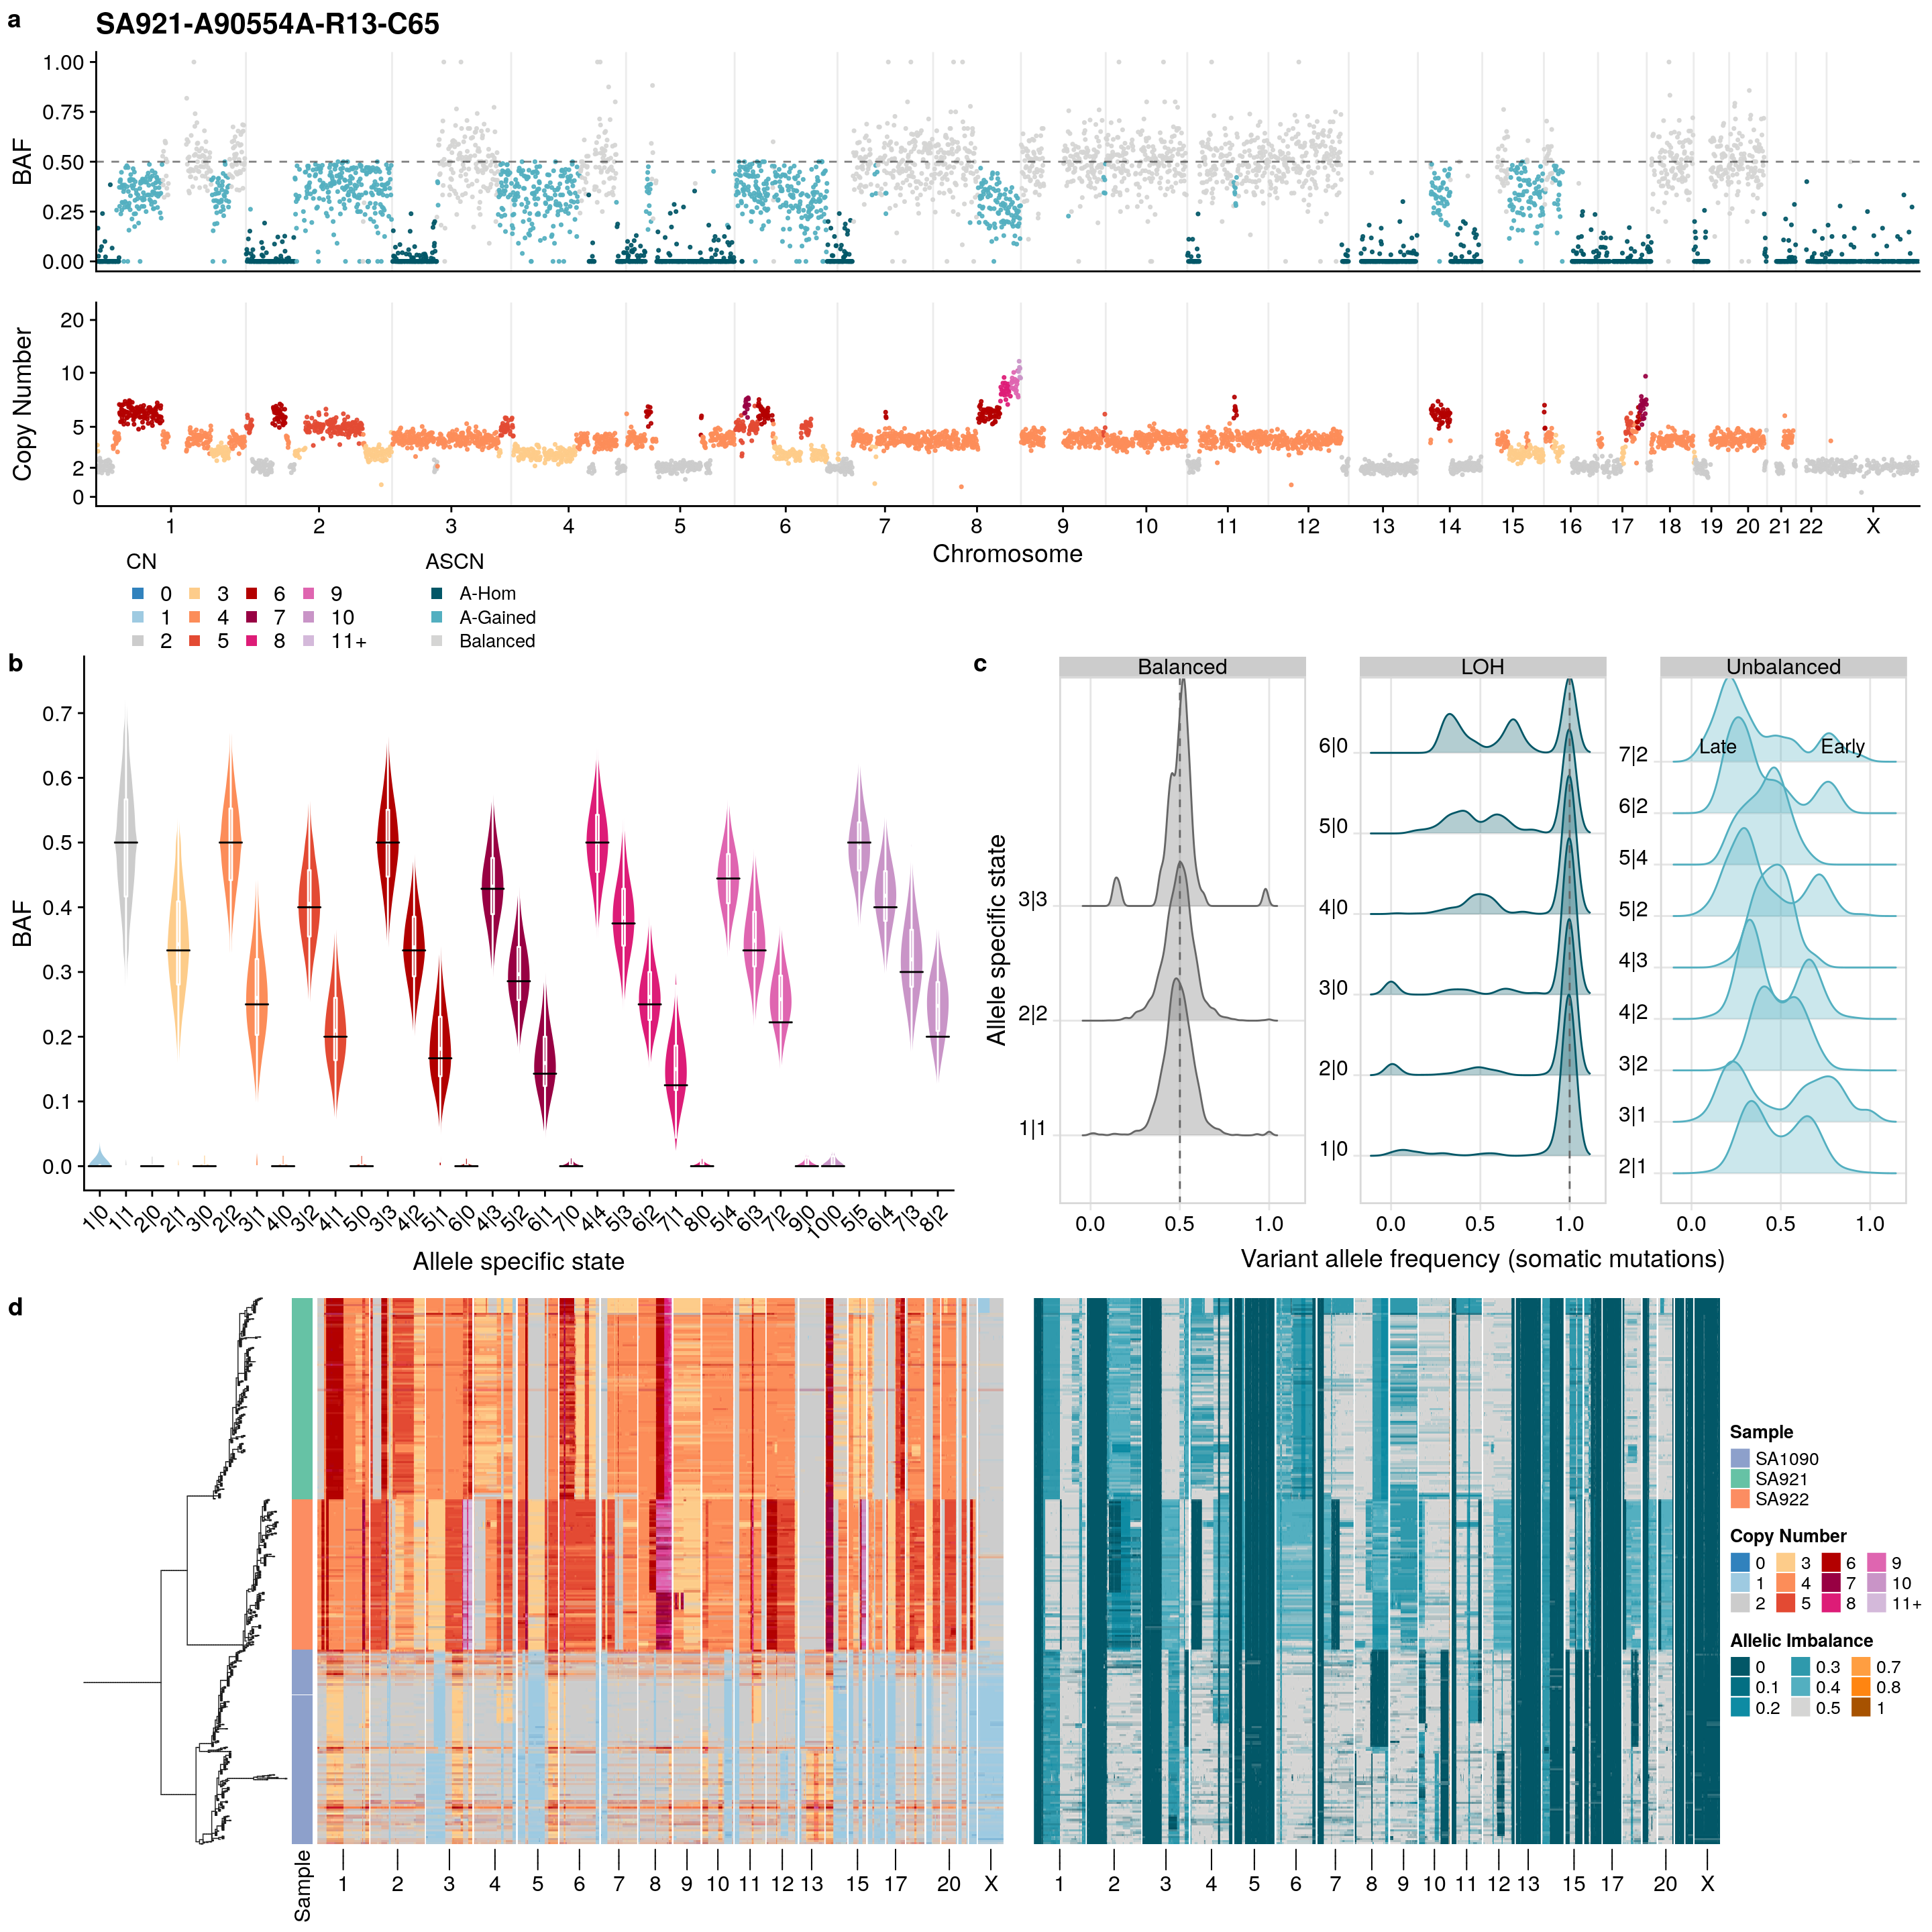 a
SA921-A90554A-R13-C65
1.00
0.75
0.50
0.25
0.00
BAF
20
10
5
2
0
Copy Number
1 2 3 4 5 6 7 8 9 10 11 12 13 14 15 16 17 18 19 20 21 22 X
Chromosome
CN
0 3 6 9
1 4 7 10
2 5 8 11+
ASCN
A-Hom
A-Gained
Balanced
b
0.7
0.6
0.5
0.4
0.3
0.2
0.1
0.0
BAF
1|0 1|1 2|0 2|1 3|0 2|2 3|1 4|0 3|2 4|1 5|0 3|3 4|2 5|1 6|0 4|3 5|2 6|1 7|0 4|4 5|3 6|2 7|1 8|0 5|4 6|3 7|2 9|0 10|0 5|5 6|4 7|3 8|2
Allele specific state
c
Balanced
LOH
Unbalanced
Allele specific state
3|3
2|2
1|1
6|0
5|0
4|0
3|0
2|0
1|0
7|2
6|2
5|4
5|2
4|3
4|2
3|2
3|1
2|1
Late
Early
0.0 0.5 1.0
0.0 0.5 1.0
0.0 0.5 1.0
Variant allele frequency (somatic mutations)
d
Sample
1 2 3 4 5 6 7 8 9 10 11 12 13 15 17 20 X
1 2 3 4 5 6 7 8 9 10 11 12 13 15 17 20 X
Sample
SA1090
SA921
SA922
Copy Number
0 3 6 9
1 4 7 10
2 5 8 11+
Allelic Imbalance
0 0.3 0.7
0.1 0.4 0.8
0.2 0.5 1